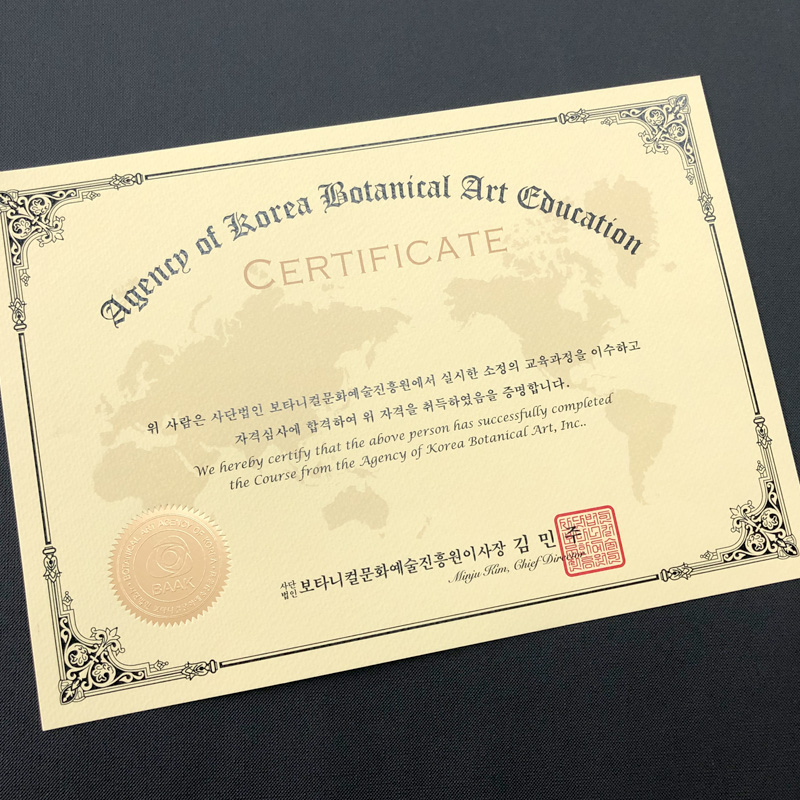 Agency of Korea Botanical Art Education
CERTIFICATE
위 사람은 사단법인 보타니컬문화예술진흥원에서 실시한 소정의 교육과정을 이수하고
자격심사에 합격하여 위 자격을 취득하였음을 증명합니다.
We hereby certify that the above person has successfully completed
the Course from the Agency of Korea Botanical Art, Inc..
사단법인 보타니컬문화예술진흥원이사장 김 민 주
Minju Kim, Chief Director
BAAK